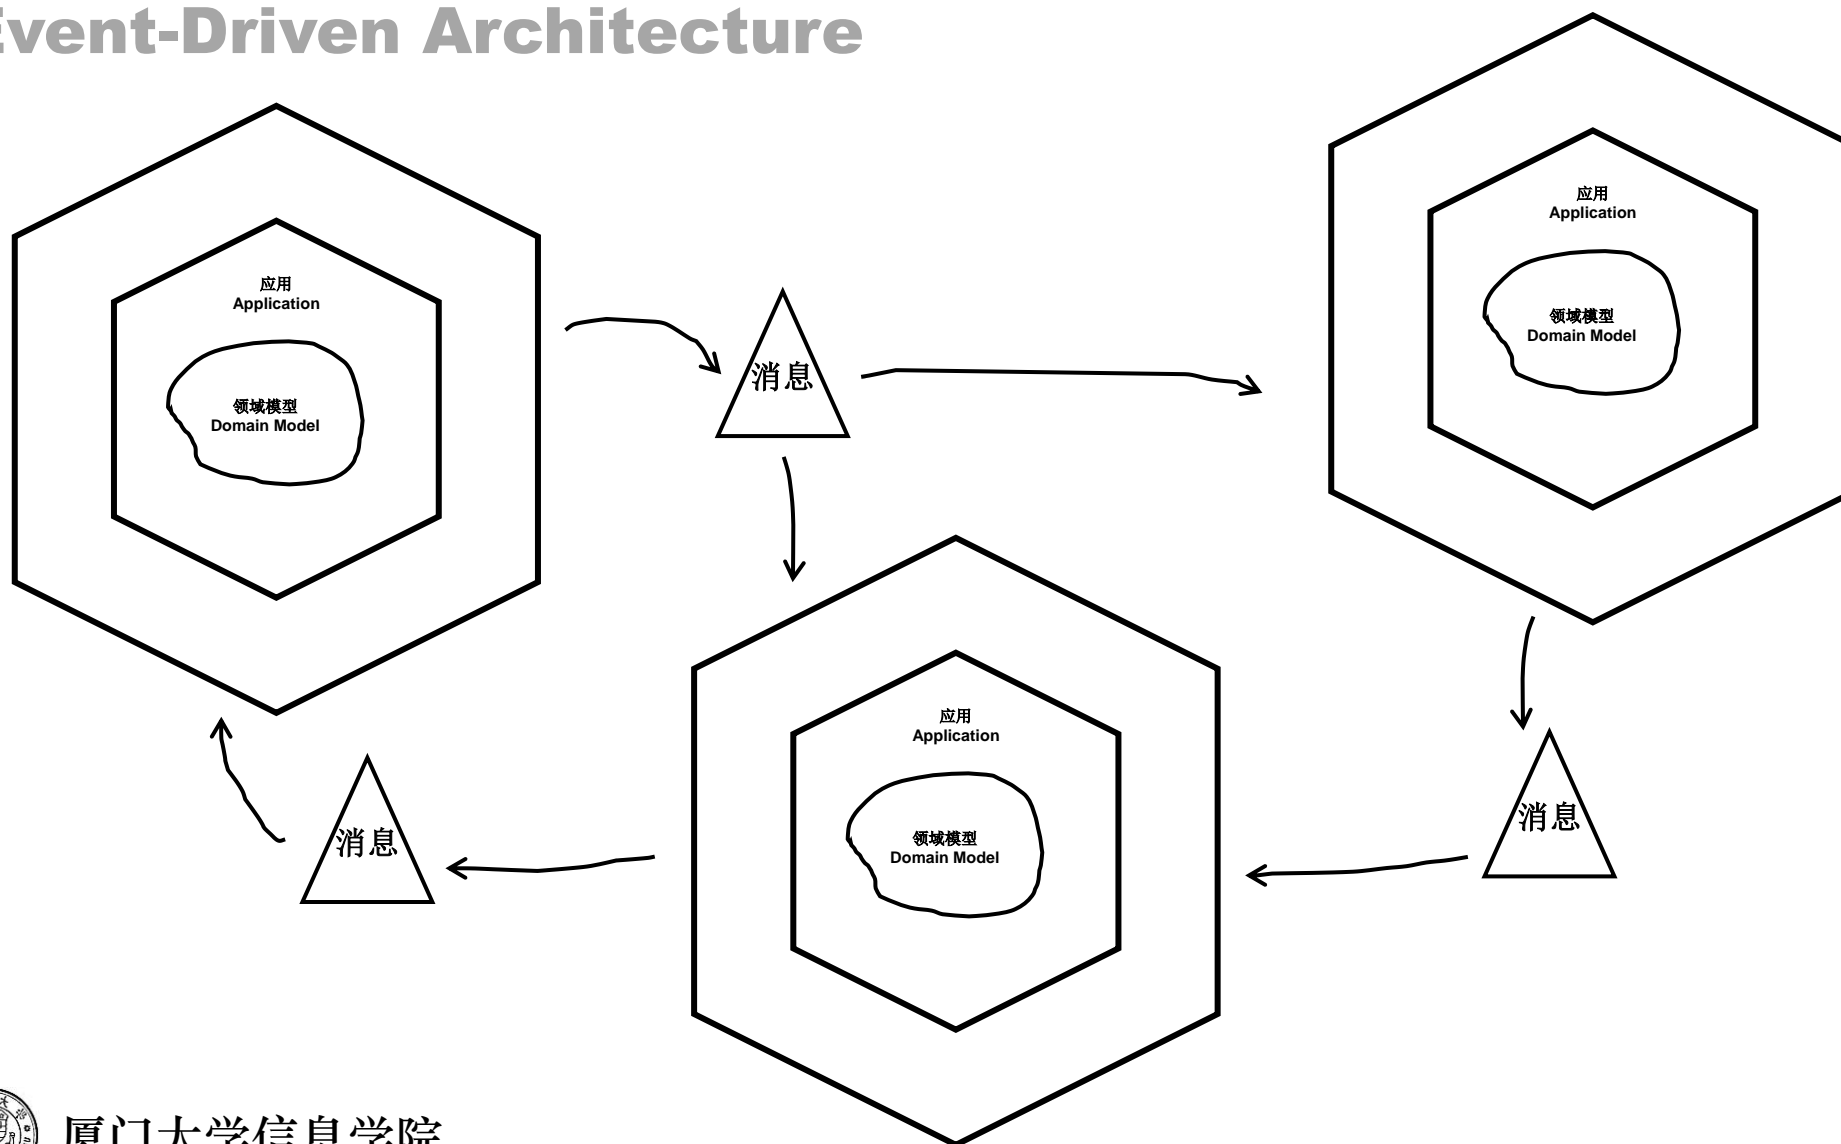 Event-Driven Architecture
应用
Application
领域模型
Domain Model
消息
应用
Application
领域模型
Domain Model
应用
Application
领域模型
Domain Model
消息
消息
厦门大学信息学院